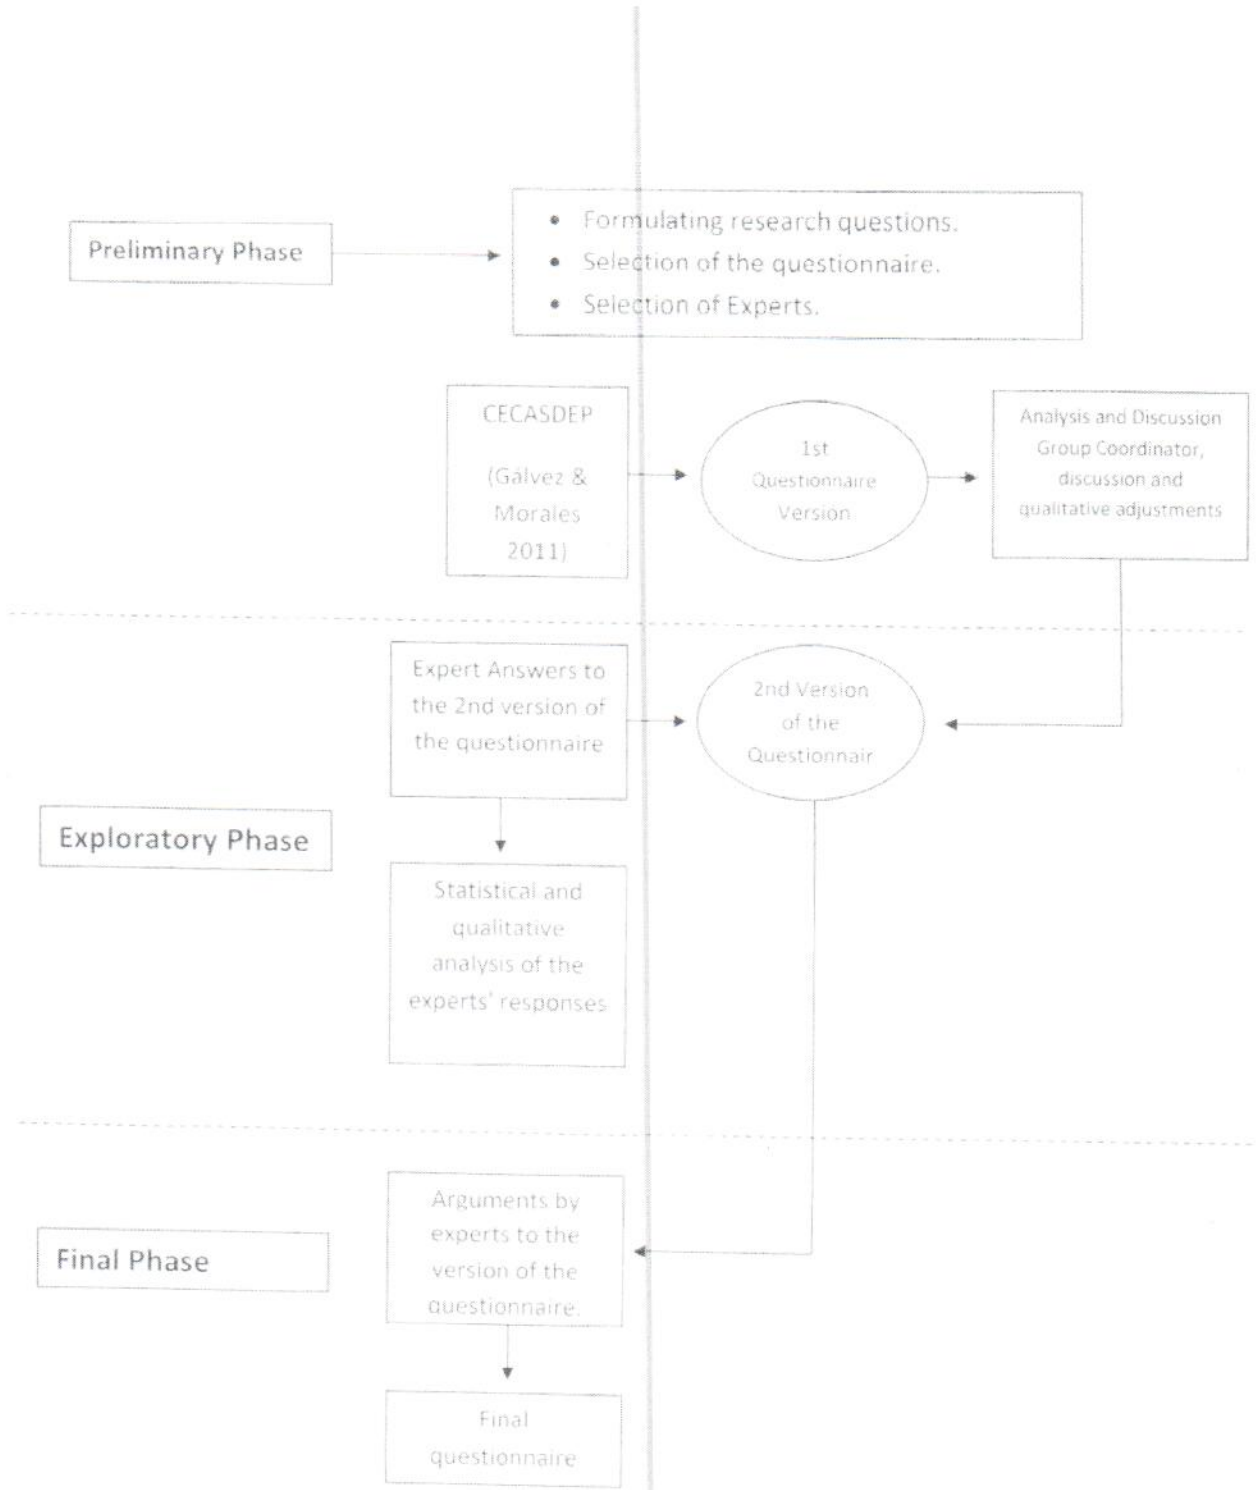 Preliminary Phase
• Formulating research questions.
• Selection of the questionnaire.
• Selection of Experts.
CECASDEP
(Gálvez &
Morales
2011)
1st
Questionnaire
Version
Analysis and Discussion
Group Coordinator,
discussion and
qualitative adjustments
Expert Answers to
the 2nd version of
the questionnaire
2nd Version
of the
Questionnair
Exploratory Phase
Statistical and
qualitative
analysis of the
experts' responses
Final Phase
Arguments by
experts to the
version of the
questionnaire.
Final
questionnaire